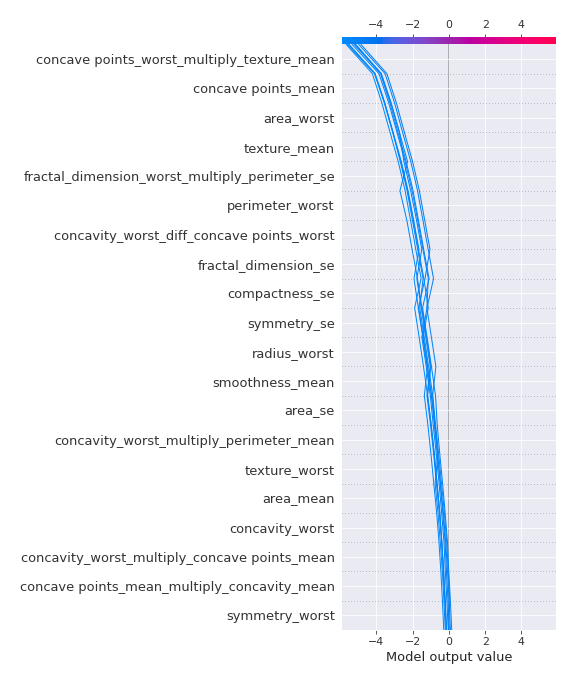 −4 −2 0 2 4
concave points_worst_multiply_texture_mean
concave points_mean
area_worst
texture_mean
fractal_dimension_worst_multiply_perimeter_se
perimeter_worst
concavity_worst_diff_concave points_worst
fractal_dimension_se
compactness_se
symmetry_se
radius_worst
smoothness_mean
area_se
concavity_worst_multiply_perimeter_mean
texture_worst
area_mean
concavity_worst
concavity_worst_multiply_concave points_mean
concave points_mean_multiply_concavity_mean
symmetry_worst
−4 −2 0 2 4
Model output value